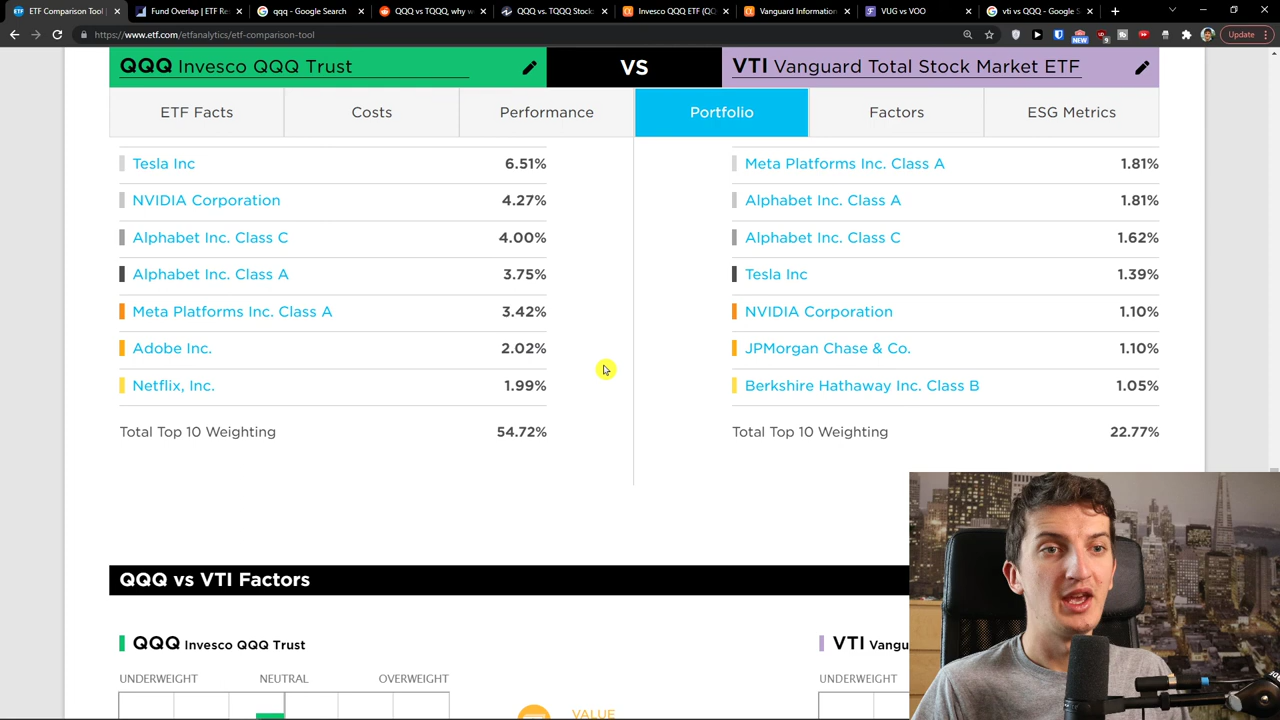 ETF Comparison Tool |
Fund Overlap | ETF Re
qqq - Google Search
QQQ vs TQQQ, why w
QQQ vs. TQQQ Stock
Invesco QQQ ETF (QQ
Vanguard Information
VUG vs VOO
vti vs QQQ - Google S
https://www.etf.com/etfanalytics/etf-comparison-tool
NEW
9
Update
QQQ Invesco QQQ Trust
VS
VTI Vanguard Total Stock Market ETF
ETF Facts
Costs
Performance
Portfolio
Factors
ESG Metrics
Tesla Inc 6.51%
Meta Platforms Inc. Class A 1.81%
NVIDIA Corporation 4.27%
Alphabet Inc. Class A 1.81%
Alphabet Inc. Class C 4.00%
Alphabet Inc. Class C 1.62%
Alphabet Inc. Class A 3.75%
Tesla Inc 1.39%
Meta Platforms Inc. Class A 3.42%
NVIDIA Corporation 1.10%
Adobe Inc. 2.02%
JPMorgan Chase & Co. 1.10%
Netflix, Inc. 1.99%
Berkshire Hathaway Inc. Class B 1.05%
Total Top 10 Weighting 54.72%
Total Top 10 Weighting 22.77%
QQQ vs VTI Factors
QQQ Invesco QQQ Trust
VTI Vangu
UNDERWEIGHT NEUTRAL OVERWEIGHT
UNDERWEIGHT
VALUE